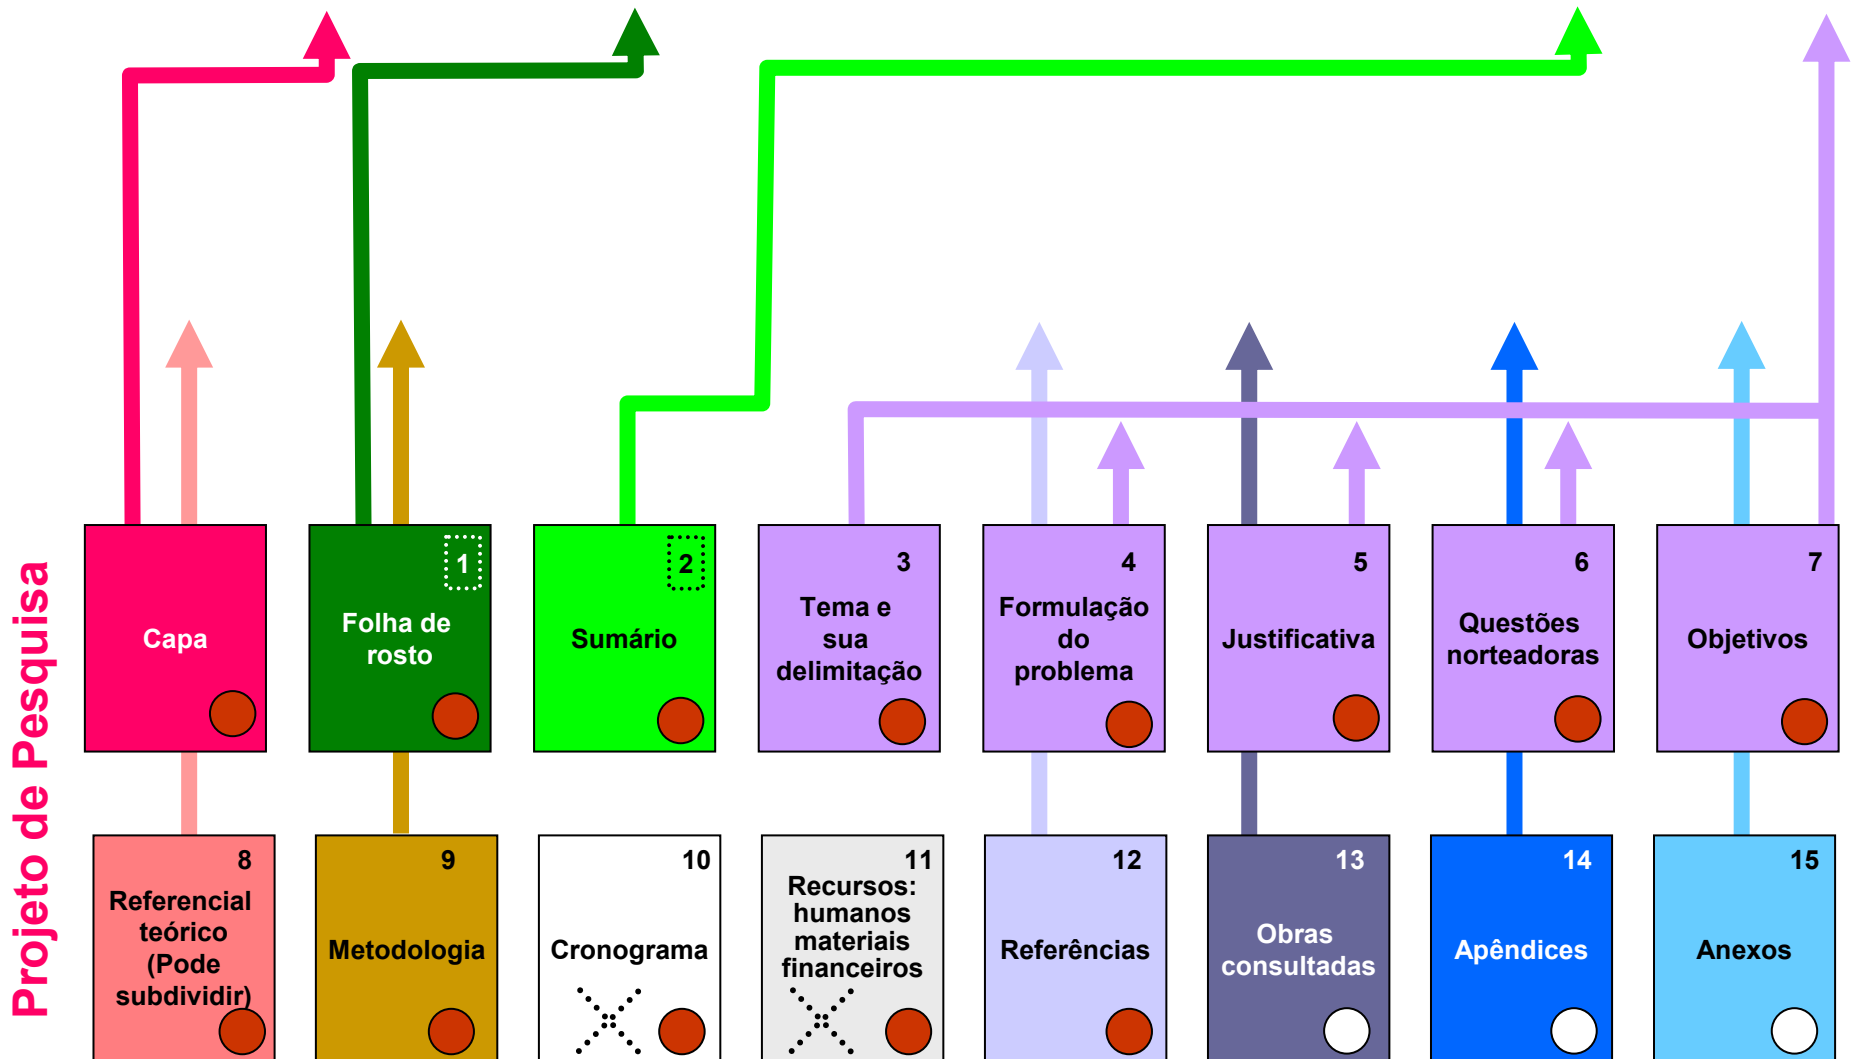 Projeto de Pesquisa
Capa
1
Folha de
rosto
2
Sumário
3
Tema e
sua
delimitação
4
Formulação
do
problema
5
Justificativa
6
Questões
norteadoras
7
Objetivos
8
Referencial
teórico
(Pode
subdividir)
9
Metodologia
10
Cronograma
11
Recursos:
humanos
materiais
financeiros
12
Referências
13
Obras
consultadas
14
Apêndices
15
Anexos